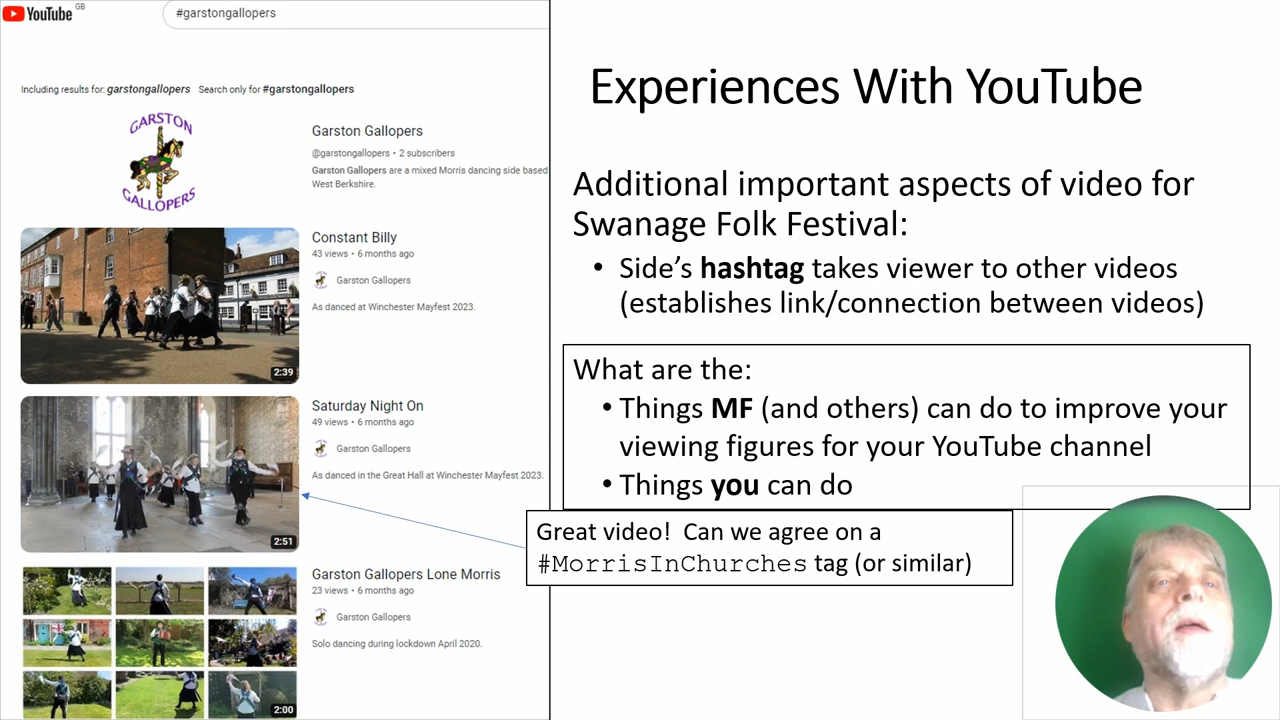 YouTube GB
#garstongallopers
Including results for: garstongallopers Search only for #garstongallopers
GARSTON
GALLOPERS
Garston Gallopers
@garstongallopers • 2 subscribers
Garston Gallopers are a mixed Morris dancing side based
West Berkshire.
Constant Billy
43 views • 6 months ago
Garston Gallopers
As danced at Winchester Mayfest 2023.
2:39
Saturday Night On
49 views • 6 months ago
Garston Gallopers
As danced in the Great Hall at Winchester Mayfest 2023.
2:51
Garston Gallopers Lone Morris
23 views • 6 months ago
Garston Gallopers
Solo dancing during lockdown April 2020.
2:00
Experiences With YouTube
Additional important aspects of video for
Swanage Folk Festival:
• Side's hashtag takes viewer to other videos
(establishes link/connection between videos)
What are the:
• Things MF (and others) can do to improve your
viewing figures for your YouTube channel
• Things you can do
Great video! Can we agree on a
#MorrisInChurches tag (or similar)